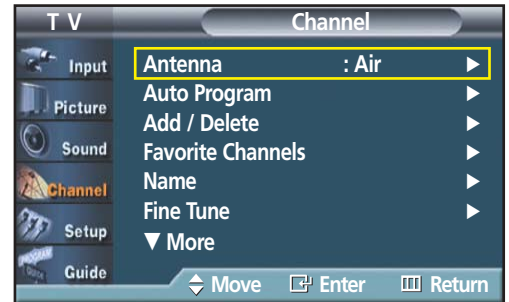 T V
Channel
Input
Picture
Sound
Channel
Setup
Guide
Antenna : Air ▶
Auto Program ▶
Add / Delete ▶
Favorite Channels ▶
Name ▶
Fine Tune ▶
▼ More
Move Enter Return